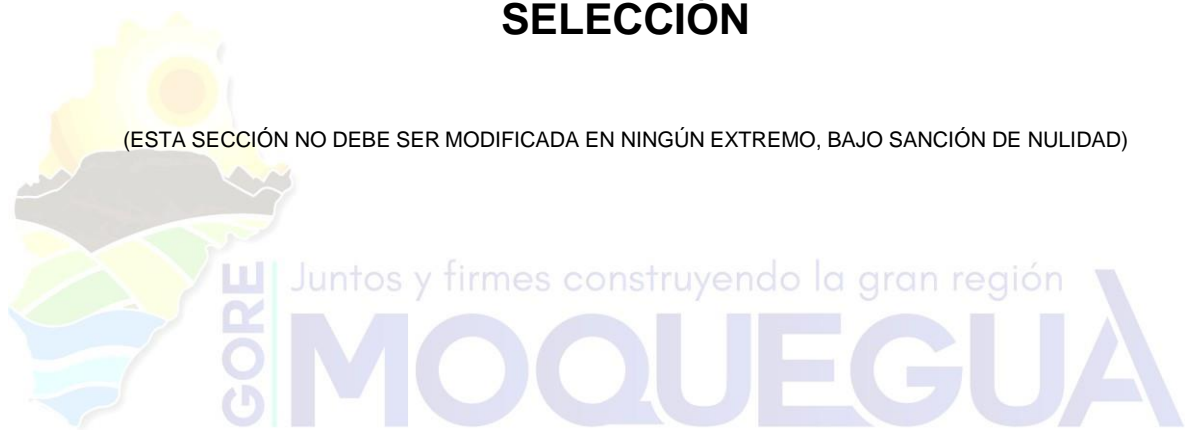 SELECCIÓN
(ESTA SECCIÓN NO DEBE SER MODIFICADA EN NINGÚN EXTREMO, BAJO SANCIÓN DE NULIDAD)
GORE
Juntos y firmes construyendo la gran región
MOQUEGUA